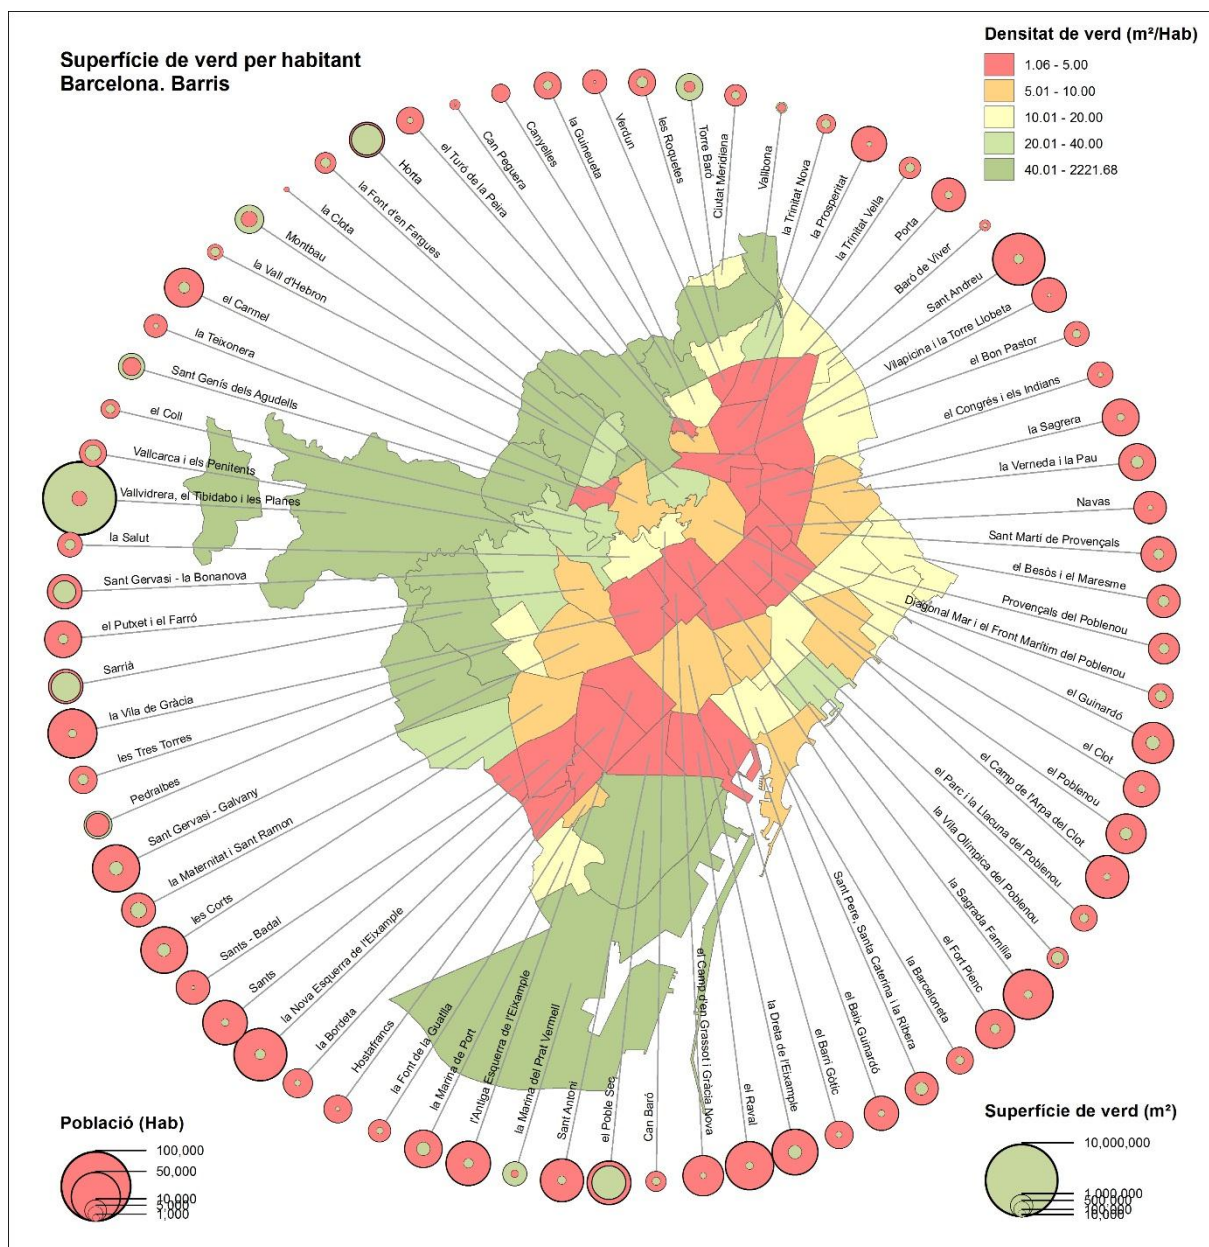 Superfície de verd per habitant
Barcelona. Barris
Densitat de verd (m²/Hab)
1.06 - 5.00
5.01 - 10.00
10.01 - 20.00
20.01 - 40.00
40.01 - 2221.68
Vallvidrera, el Tibidabo i les Planes
Vallcarca i els Penitents
el Coll
Sant Genís dels Agudells
la Teixonera
el Carmel
la Vall d'Hebron
Montbau
la Clota
la Font d'en Fargues
Horta
el Turó de la Peira
Can Peguera
Canyelles
la Guineueta
Verdun
les Roquetes
Torre Baró
Ciutat Meridiana
Vallbona
la Trinitat Nova
la Prosperitat
la Trinitat Vella
Porta
Baró de Viver
Sant Andreu
Vilapicina i la Torre Llobeta
el Bon Pastor
el Congrés i els Indians
la Sagrera
la Verneda i la Pau
Navas
Sant Martí de Provençals
el Besòs i el Maresme
Provençals del Poblenou
Diagonal Mar i el Front Marítim del Poblenou
el Guinardó
el Clot
el Poblenou
el Camp de l'Arpa del Clot
el Parc i la Llacuna del Poblenou
la Vila Olímpica del Poblenou
la Sagrada Família
el Fort Pienc
la Barceloneta
Sant Pere, Santa Caterina i la Ribera
el Baix Guinardó
el Barri Gòtic
la Dreta de l'Eixample
el Raval
el Camp d'en Grassot i Gràcia Nova
Can Baró
el Poble Sec
Sant Antoni
la Marina del Prat Vermell
l'Antiga Esquerra de l'Eixample
la Marina de Port
la Font de la Guatlla
Hostafrancs
la Bordeta
la Nova Esquerra de l'Eixample
Sants
Sants - Badal
les Corts
la Maternitat i Sant Ramon
Sant Gervasi - Galvany
Pedralbes
les Tres Torres
la Vila de Gràcia
Sarrià
el Putxet i el Farró
Sant Gervasi - la Bonanova
la Salut
Població (Hab)
100,000
50,000
10,000
5,000
1,000
Superfície de verd (m²)
10,000,000
1,000,000
500,000
100,000
10,000